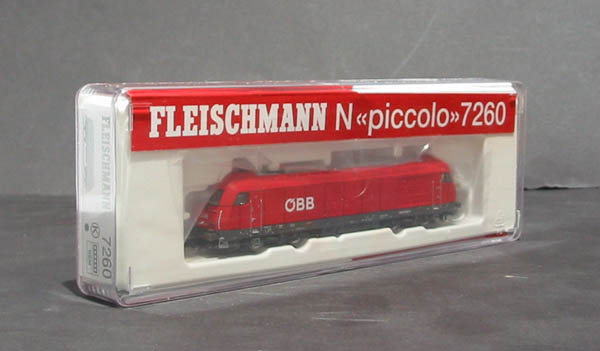 FLEISCHMANN N «piccolo» 7260
ÖBB
FLEISCHMANN
7260